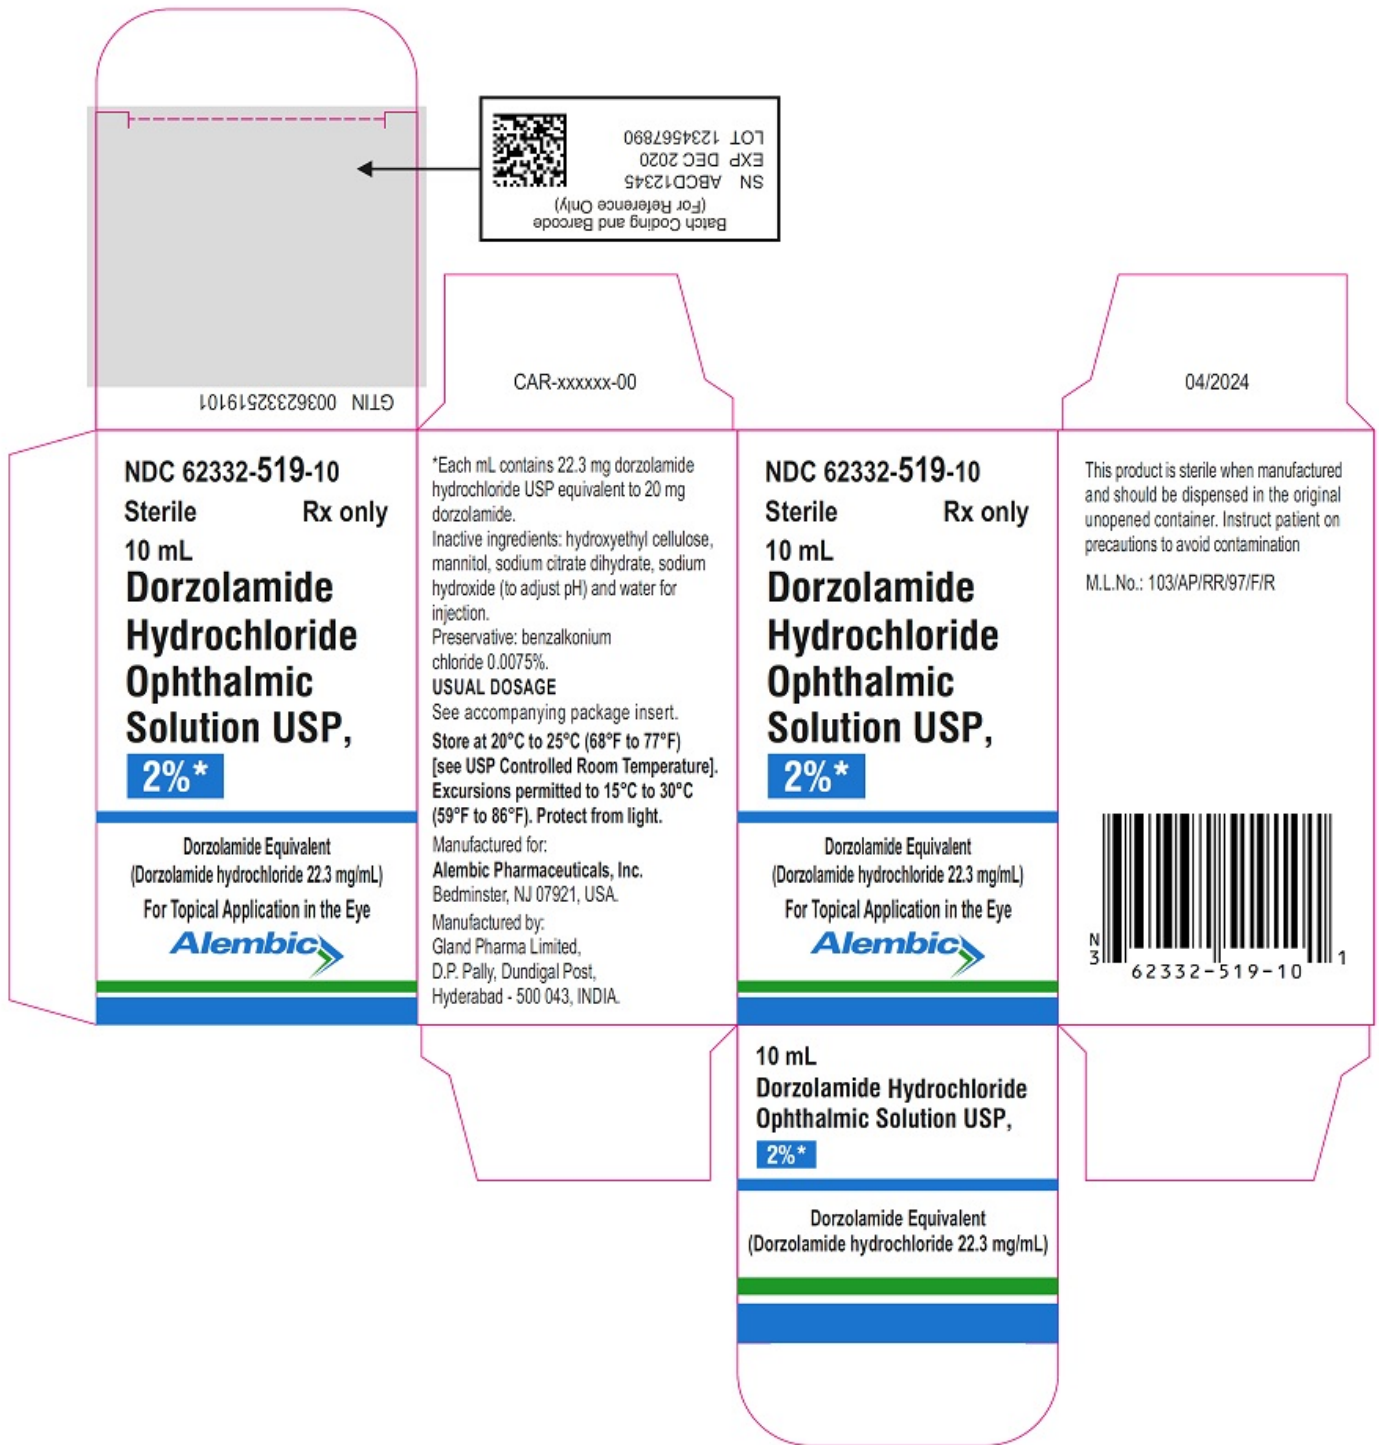 LOT 1234567890
EXP DEC 2020
SN ABCD12345
(For Reference Only)
Batch Coding and Barcode
GTIN 00362332519101
CAR-xxxxxx-00
04/2024
NDC 62332-519-10
Sterile Rx only
10 mL
Dorzolamide
Hydrochloride
Ophthalmic
Solution USP,
2%*
Dorzolamide Equivalent
(Dorzolamide hydrochloride 22.3 mg/mL)
For Topical Application in the Eye
Alembic
*Each mL contains 22.3 mg dorzolamide
hydrochloride USP equivalent to 20 mg
dorzolamide.
Inactive ingredients: hydroxyethyl cellulose,
mannitol, sodium citrate dihydrate, sodium
hydroxide (to adjust pH) and water for
injection.
Preservative: benzalkonium
chloride 0.0075%.
USUAL DOSAGE
See accompanying package insert.
Store at 20°C to 25°C (68°F to 77°F)
[see USP Controlled Room Temperature].
Excursions permitted to 15°C to 30°C
(59°F to 86°F). Protect from light.
Manufactured for:
Alembic Pharmaceuticals, Inc.
Bedminster, NJ 07921, USA.
Manufactured by:
Gland Pharma Limited,
D.P. Pally, Dundigal Post,
Hyderabad - 500 043, INDIA.
NDC 62332-519-10
Sterile Rx only
10 mL
Dorzolamide
Hydrochloride
Ophthalmic
Solution USP,
2%*
Dorzolamide Equivalent
(Dorzolamide hydrochloride 22.3 mg/mL)
For Topical Application in the Eye
Alembic
This product is sterile when manufactured
and should be dispensed in the original
unopened container. Instruct patient on
precautions to avoid contamination
M.L.No.: 103/AP/RR/97/F/R
N
3 62332-519-10 1
10 mL
Dorzolamide Hydrochloride
Ophthalmic Solution USP,
2%*
Dorzolamide Equivalent
(Dorzolamide hydrochloride 22.3 mg/mL)